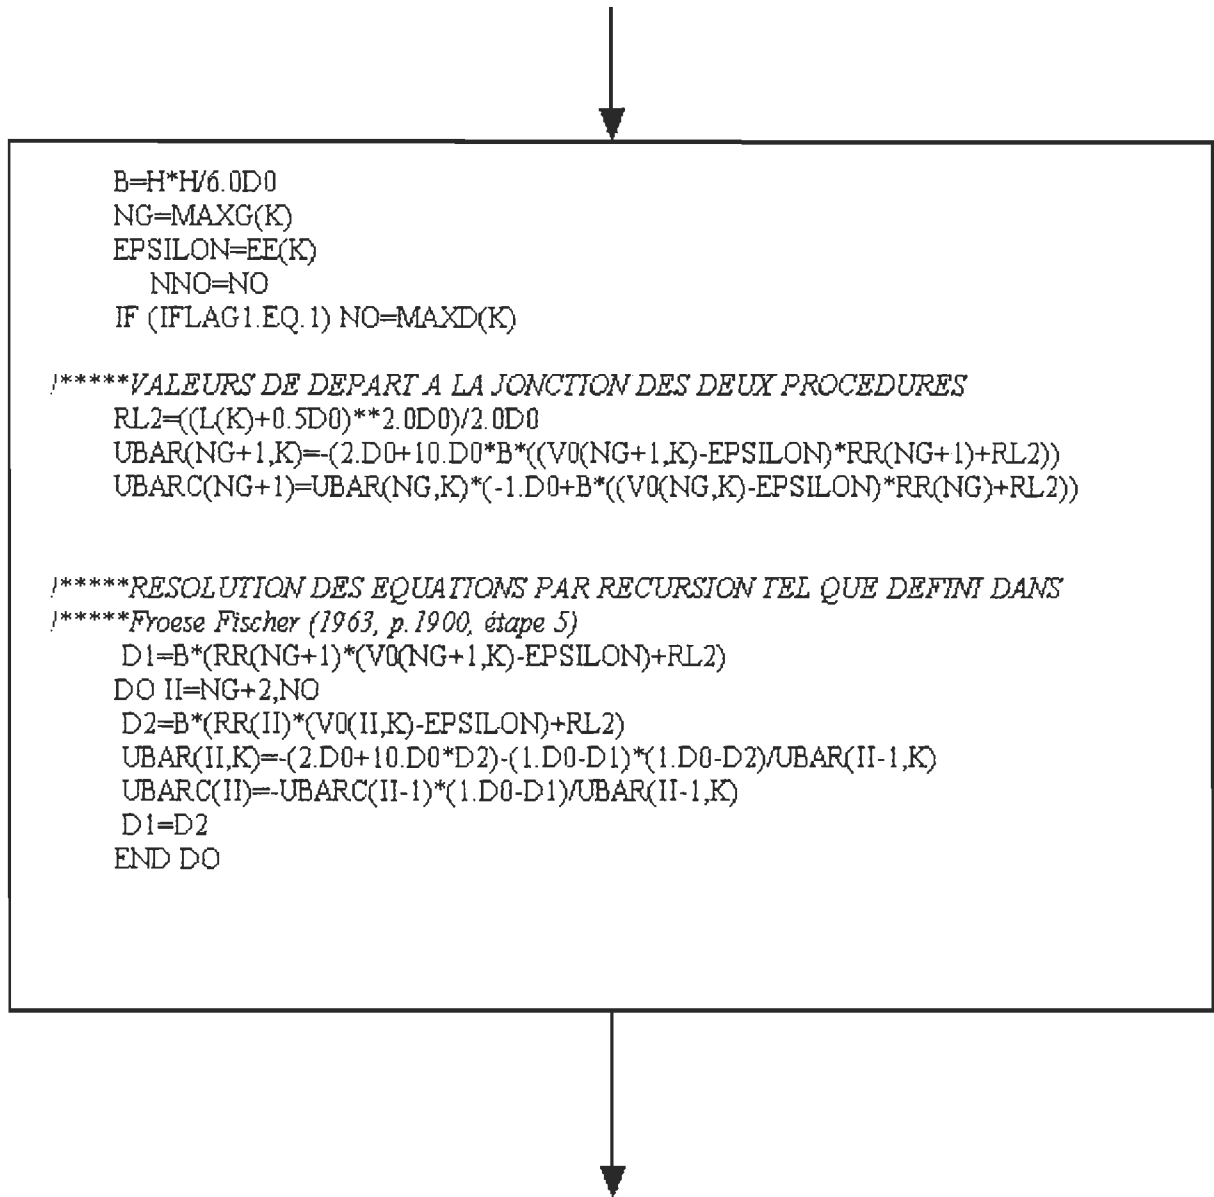 B=H*H/6.0D0
NG=MAXG(K)
EPSILON=EE(K)
NNO=NO
IF (IFLAG1.EQ.1) NO=MAXD(K)
!*****VALEURS DE DEPART A LA JONCTION DES DEUX PROCEDURES
RL2=((L(K)+0.5D0)**2.0D0)/2.0D0
UBAR(NG+1,K)=-(2.D0+10.D0*B*((V0(NG+1,K)-EPSILON)*RR(NG+1)+RL2))
UBARC(NG+1)=UBAR(NG,K)*(-1.D0+B*((V0(NG,K)-EPSILON)*RR(NG)+RL2))
!*****RESOLUTION DES EQUATIONS PAR RECURSION TEL QUE DEFINI DANS
!*****Froese Fischer (1963, p.1900, étape 5)
D1=B*(RR(NG+1)*(V0(NG+1,K)-EPSILON)+RL2)
DO II=NG+2,NO
D2=B*(RR(II)*(V0(II,K)-EPSILON)+RL2)
UBAR(II,K)=-(2.D0+10.D0*D2)-(1.D0-D1)*(1.D0-D2)/UBAR(II-1,K)
UBARC(II)=-UBARC(II-1)*(1.D0-D1)/UBAR(II-1,K)
D1=D2
END DO